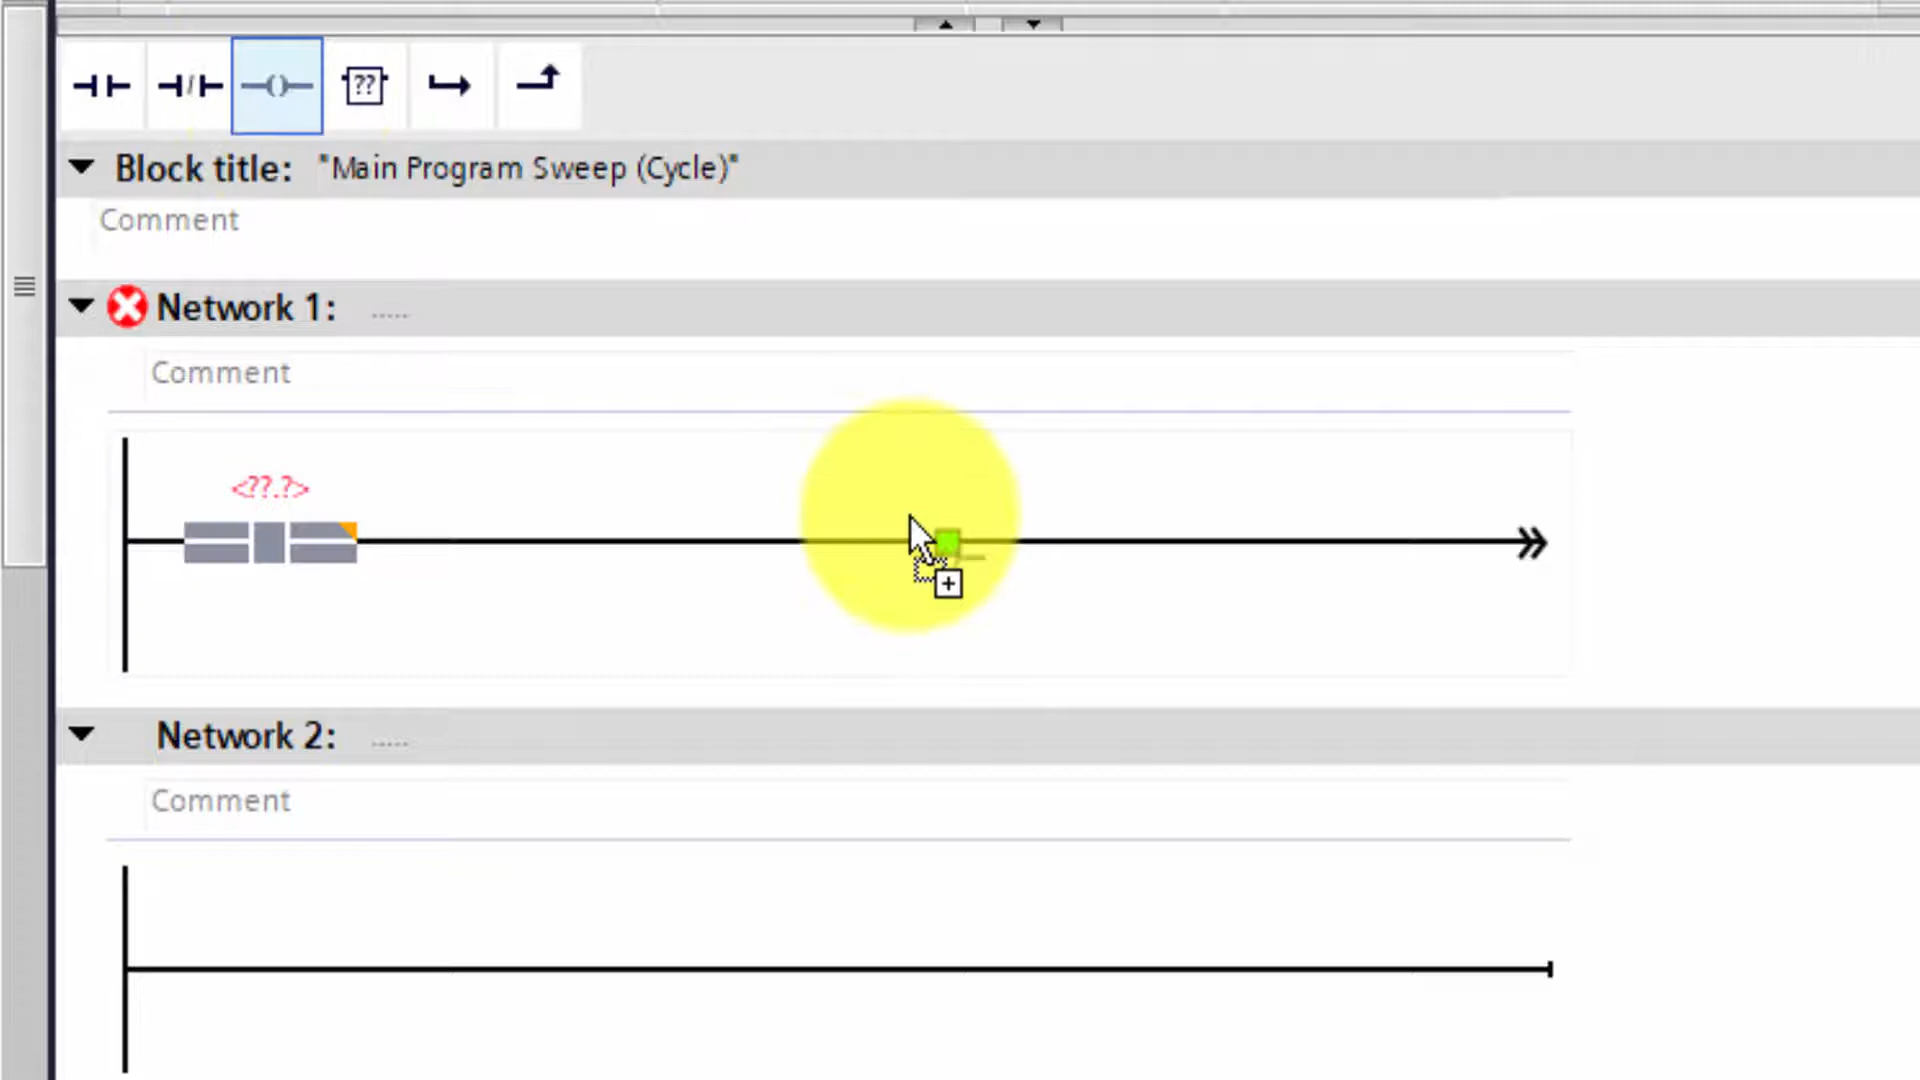 ??
Block title: "Main Program Sweep (Cycle)"
Comment
Network 1: .....
Comment
<??.?>
Network 2: .....
Comment